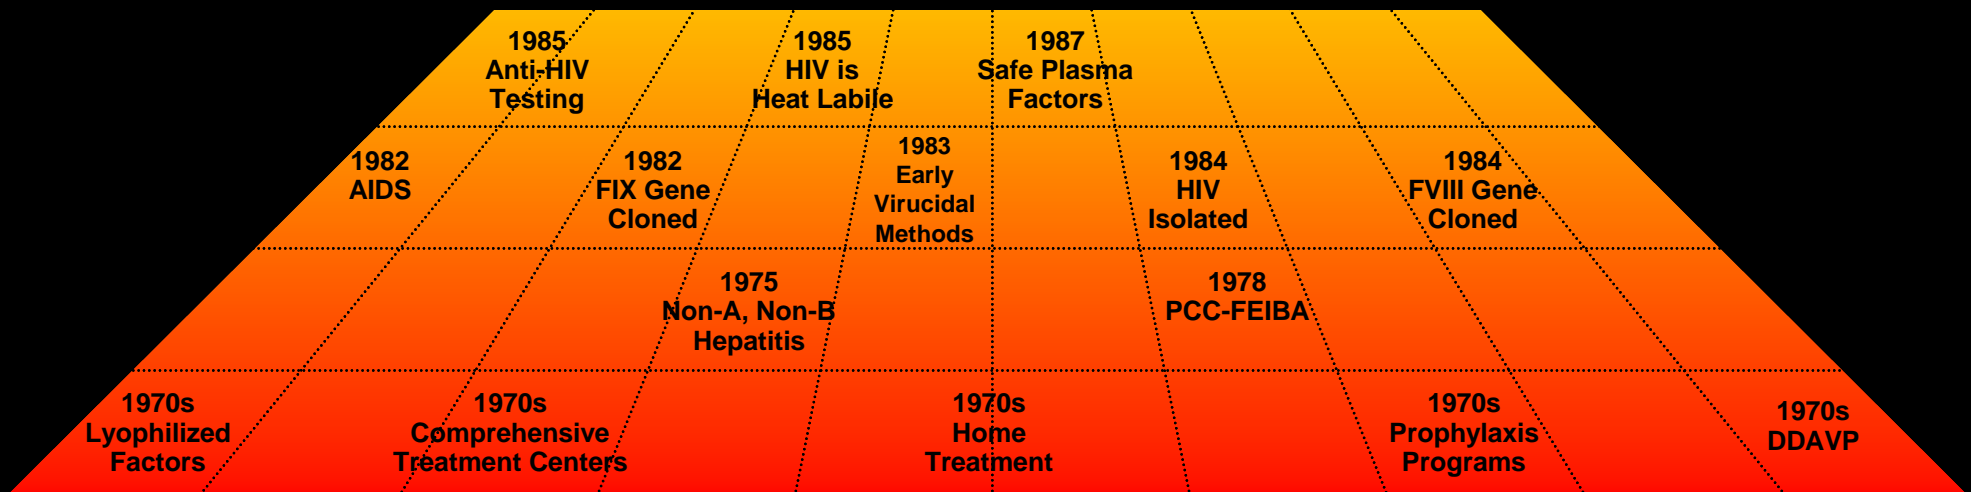 1985
Anti-HIV
Testing
1985
HIV is
Heat Labile
1987
Safe Plasma
Factors
1982
AIDS
1982
FIX Gene
Cloned
1983
Early
Virucidal
Methods
1984
HIV
Isolated
1984
FVIII Gene
Cloned
1975
Non-A, Non-B
Hepatitis
1978
PCC-FEIBA
1970s
Lyophilized
Factors
1970s
Comprehensive
Treatment Centers
1970s
Home
Treatment
1970s
Prophylaxis
Programs
1970s
DDAVP